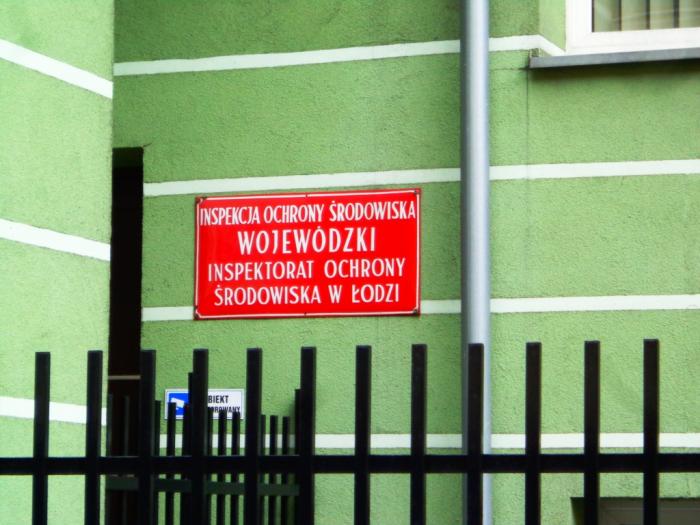 INSPEKCJA OCHRONY ŚRODOWISKA
WOJEWÓDZKI
INSPEKTORAT OCHRONY
ŚRODOWISKA W ŁODZI